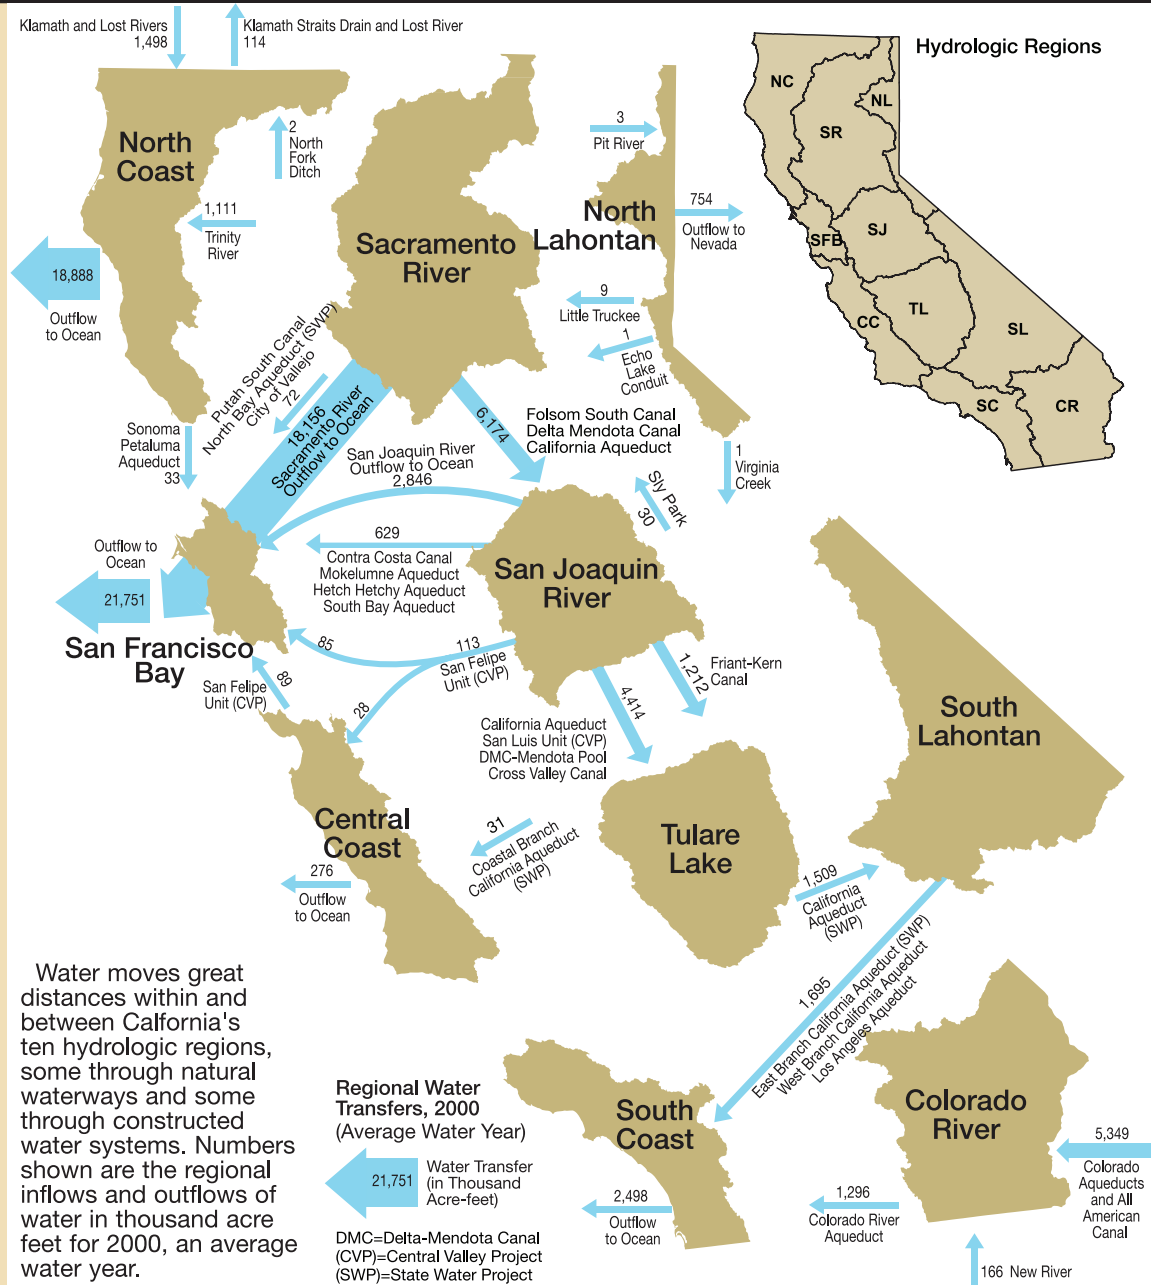 Klamath and Lost Rivers
1,498
Klamath Straits Drain and Lost River
114
Hydrologic Regions
NC
NL
SR
SFB
SJ
TL
CC
SL
SC
CR
North
Coast
2
North
Fork
Ditch
1,111
Trinity
River
18,888
Outflow
to Ocean
Sacramento
River
3
Pit River
North
Lahontan
754
Outflow to
Nevada
9
Little Truckee
1
Echo
Lake
Conduit
1
Virginia
Creek
Putah South Canal
North Bay Aqueduct (SWP)
City of Vallejo
72
18,156
Sacramento River
Outflow to Ocean
6,174
Folsom South Canal
Delta Mendota Canal
California Aqueduct
Sonoma
Petaluma
Aqueduct
33
San Joaquin River
Outflow to Ocean
2,846
Sly Park
30
629
Contra Costa Canal
Mokelumne Aqueduct
Hetch Hetchy Aqueduct
South Bay Aqueduct
San Joaquin
River
Outflow to
Ocean
21,751
San Francisco
Bay
85
113
San Felipe
Unit (CVP)
28
89
San Felipe
Unit (CVP)
1,212
Friant-Kern
Canal
4,414
California Aqueduct
San Luis Unit (CVP)
DMC-Mendota Pool
Cross Valley Canal
South
Lahontan
Central
Coast
276
Outflow
to Ocean
31
Coastal Branch
California Aqueduct
(SWP)
Tulare
Lake
1,509
California
Aqueduct
(SWP)
1,695
East Branch California Aqueduct (SWP)
West Branch California Aqueduct
Los Angeles Aqueduct
Water moves great
distances within and
between Calfornia's
ten hydrologic regions,
some through natural
waterways and some
through constructed
water systems. Numbers
shown are the regional
inflows and outflows of
water in thousand acre
feet for 2000, an average
water year.
Regional Water
Transfers, 2000
(Average Water Year)
21,751
Water Transfer
(in Thousand
Acre-feet)
DMC=Delta-Mendota Canal
(CVP)=Central Valley Project
(SWP)=State Water Project
South
Coast
2,498
Outflow
to Ocean
Colorado
River
1,296
Colorado River
Aqueduct
5,349
Colorado
Aqueducts
and All
American
Canal
166 New River